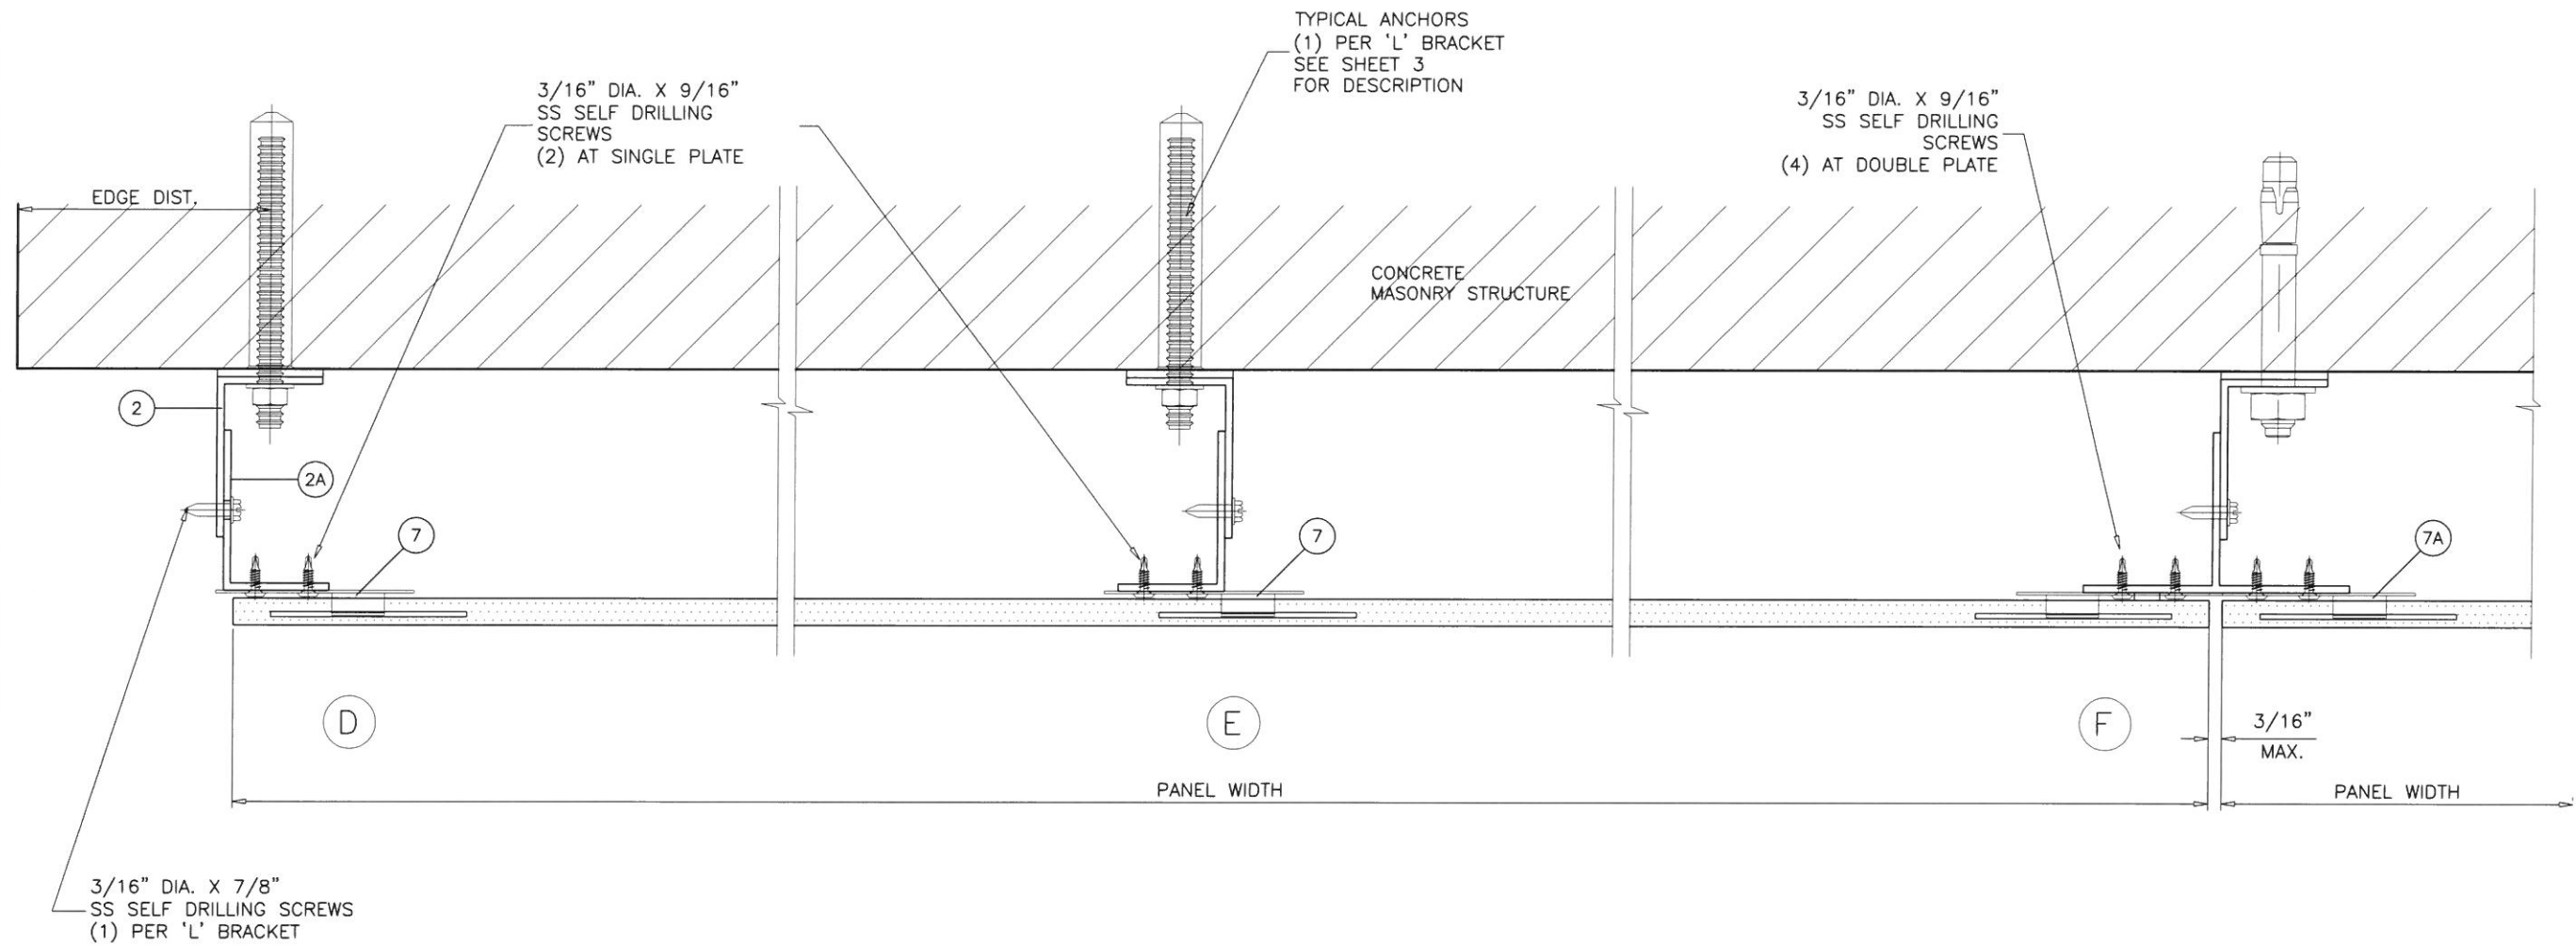 TYPICAL ANCHORS
(1) PER 'L' BRACKET
SEE SHEET 3
FOR DESCRIPTION
3/16" DIA. X 9/16"
SS SELF DRILLING
SCREWS
(2) AT SINGLE PLATE
3/16" DIA. X 9/16"
SS SELF DRILLING
SCREWS
(4) AT DOUBLE PLATE
EDGE DIST.
CONCRETE
MASONRY STRUCTURE
2
2A
7
7
7A
D
E
F
3/16"
MAX.
PANEL WIDTH
PANEL WIDTH
3/16" DIA. X 7/8"
SS SELF DRILLING SCREWS
(1) PER 'L' BRACKET